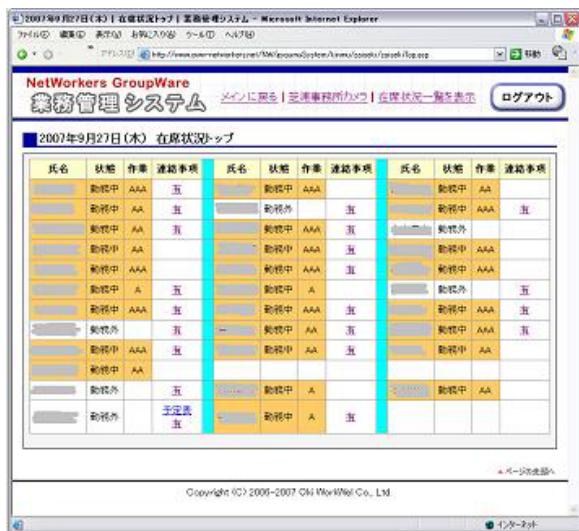 2007年9月27日(木) | 在席状況トップ | 業務管理システム - Microsoft Internet Explorer
NetWorkers GroupWare
業務管理システム
メインに戻る | 芝浦事務所カメラ | 在席状況一覧を表示
ログアウト
2007年9月27日(木) 在席状況トップ
氏名 状態 作業 連絡事項 氏名 状態 作業 連絡事項 氏名 状態 作業 連絡事項
勤務中 AAA 有 勤務中 AAA 勤務中 AA
勤務中 AA 有 勤務外 有 勤務中 AAA 有
勤務中 AA 有 勤務中 AAA 有 勤務外
勤務中 AA 勤務中 AAA 有 勤務中 AA
勤務中 AAA 勤務中 AAA 有 勤務中 AAA
勤務中 A 有 勤務中 A 勤務外 有
勤務中 AAA 有 勤務中 AAA 有 勤務中 AAA 有
勤務外 有 勤務中 AA 有 勤務中 AAA 有
勤務中 AAA 有 勤務中 AA 有 勤務中 AA
勤務中 AA
勤務外 有 勤務中 A 勤務中 AA
勤務外 予定表
有 勤務中 A 有
ページの先頭へ
Copyright (C) 2006-2007 Oki WorkWel Co., Ltd.
インターネット